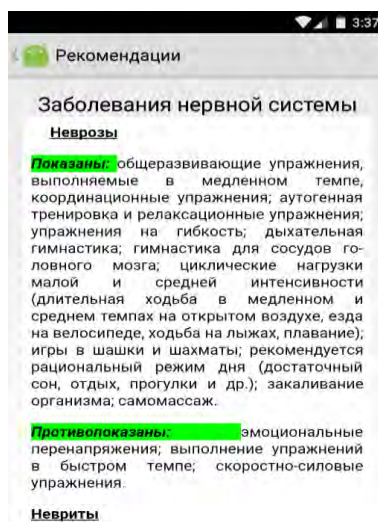 3:37
Рекомендации
Заболевания нервной системы
Неврозы
Показаны: общеразвивающие упражнения,
выполняемые в медленном темпе,
координационные упражнения; аутогенная
тренировка и релаксационные упражнения;
упражнения на гибкость; дыхательная
гимнастика; гимнастика для сосудов го-
ловного мозга; циклические нагрузки
малой и средней интенсивности
(длительная ходьба в медленном и
среднем темпах на открытом воздухе, езда
на велосипеде, ходьба на лыжах, плавание);
игры в шашки и шахматы; рекомендуется
рациональный режим дня (достаточный
сон, отдых, прогулки и др.); закаливание
организма; самомассаж.
Противопоказаны: эмоциональные
перенапряжения; выполнение упражнений
в быстром темпе; скоростно-силовые
упражнения.
Невриты